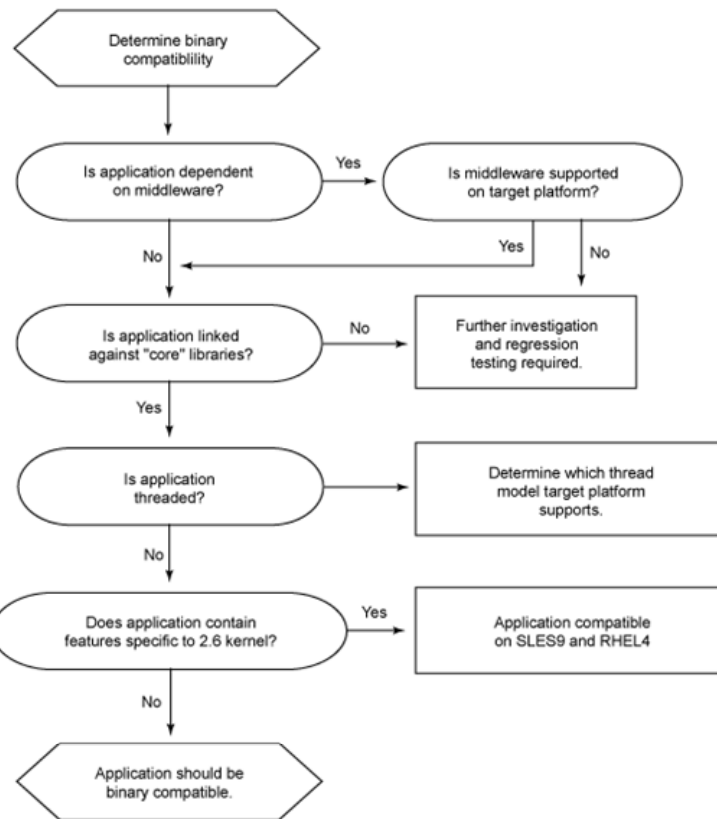 Determine binary
compatiblility
Is application dependent
on middleware?
Yes
Is middleware supported
on target platform?
No
Yes
No
Is application linked
against "core" libraries?
No
Further investigation
and regression
testing required.
Yes
Is application
threaded?
Determine which thread
model target platform
supports.
No
Does application contain
features specific to 2.6 kernel?
Yes
Application compatible
on SLES9 and RHEL4
No
Application should be
binary compatible.